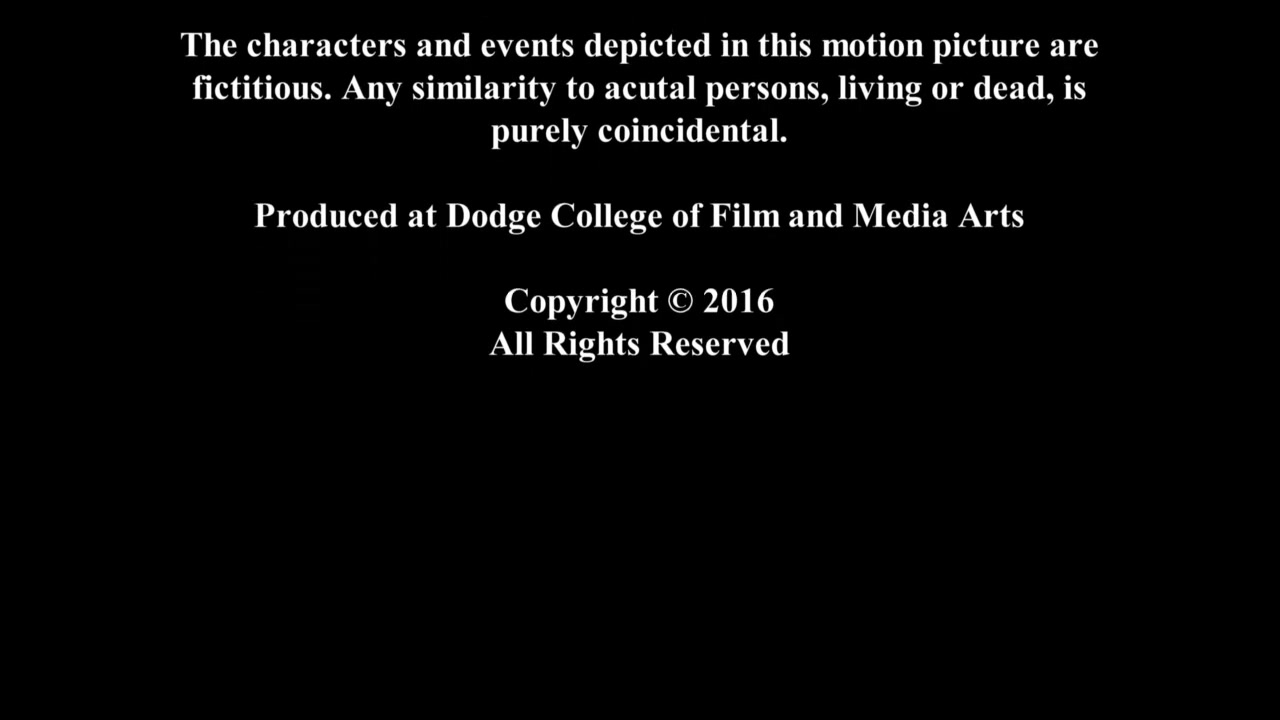 The characters and events depicted in this motion picture are
fictitious. Any similarity to acutal persons, living or dead, is
purely coincidental.
Produced at Dodge College of Film and Media Arts
Copyright © 2016
All Rights Reserved